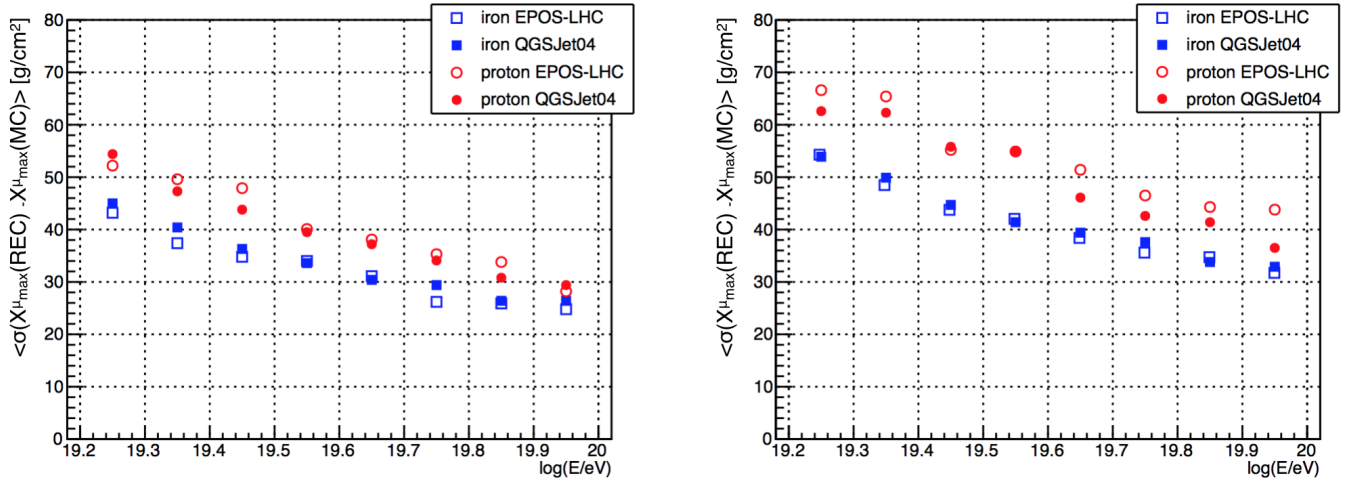 <σ(X^μ_max(REC) -X^μ_max(MC)> [g/cm²]
80
70
60
50
40
30
20
10
0
19.2 19.3 19.4 19.5 19.6 19.7 19.8 19.9 20
log(E/eV)
iron EPOS-LHC
iron QGSJet04
proton EPOS-LHC
proton QGSJet04
<σ(X^μ_max(REC) -X^μ_max(MC)> [g/cm²]
80
70
60
50
40
30
20
10
0
19.2 19.3 19.4 19.5 19.6 19.7 19.8 19.9 20
log(E/eV)
iron EPOS-LHC
iron QGSJet04
proton EPOS-LHC
proton QGSJet04